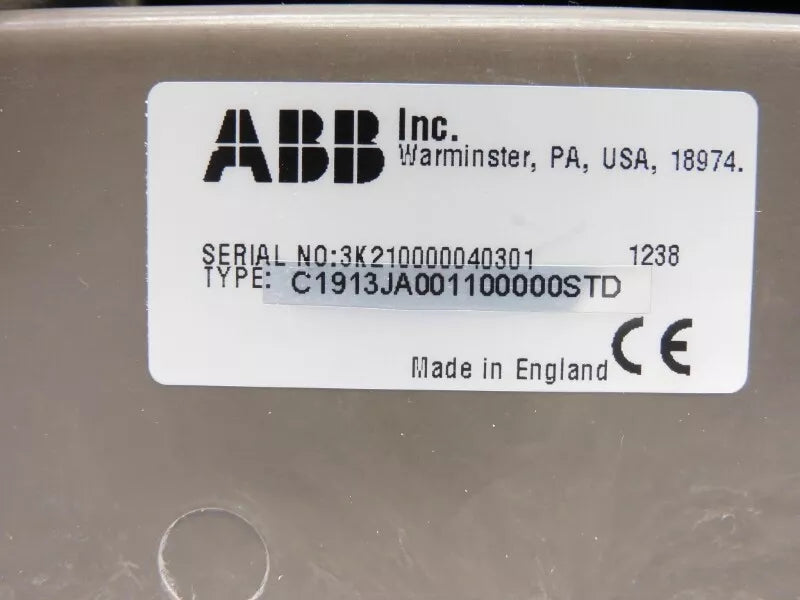 ABB Inc.
Warminster, PA, USA, 18974.
SERIAL NO:3K210000040301 1238
TYPE: C1913JA001100000STD
Made in England CE